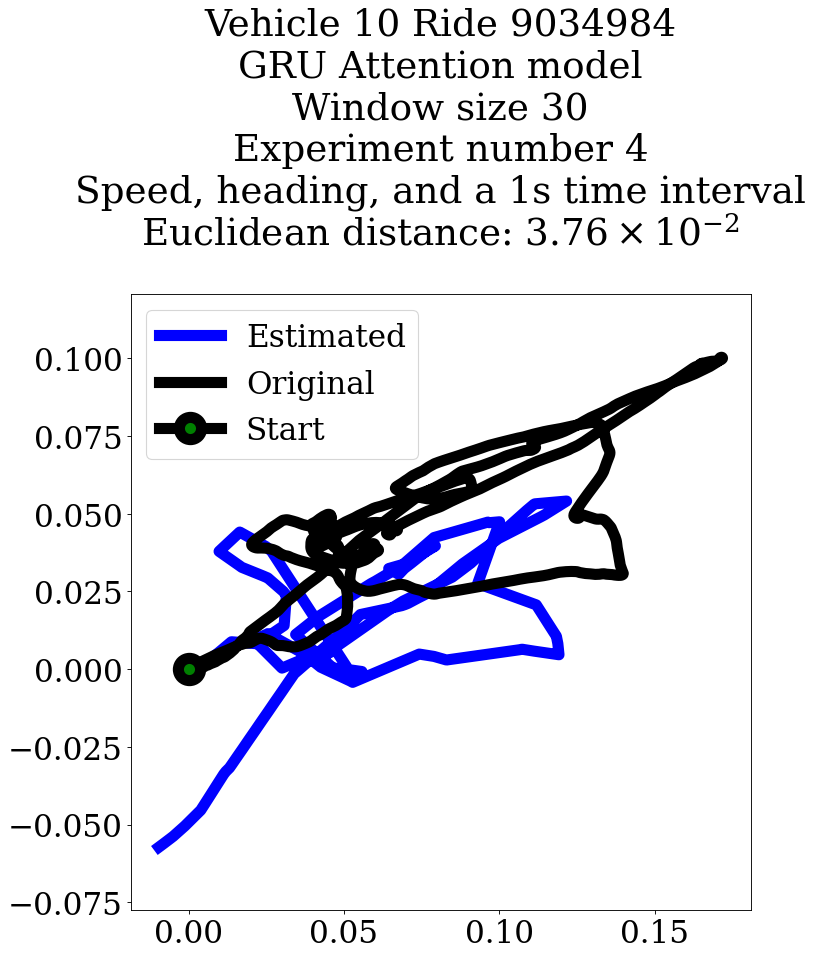 Vehicle 10 Ride 9034984
GRU Attention model
Window size 30
Experiment number 4
Speed, heading, and a 1s time interval
Euclidean distance: 3.76 × 10⁻²
Estimated
Original
Start
0.100
0.075
0.050
0.025
0.000
−0.025
−0.050
−0.075
0.00 0.05 0.10 0.15